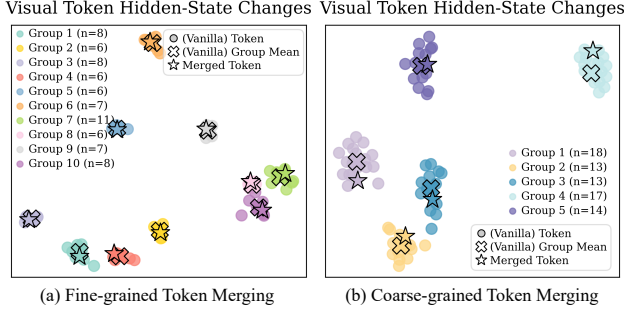 Visual Token Hidden-State Changes
Group 1 (n=8)
Group 2 (n=6)
Group 3 (n=8)
Group 4 (n=6)
Group 5 (n=6)
Group 6 (n=7)
Group 7 (n=11)
Group 8 (n=6)
Group 9 (n=7)
Group 10 (n=8)
(Vanilla) Token
(Vanilla) Group Mean
Merged Token
(a) Fine-grained Token Merging
Visual Token Hidden-State Changes
Group 1 (n=18)
Group 2 (n=13)
Group 3 (n=13)
Group 4 (n=17)
Group 5 (n=14)
(Vanilla) Token
(Vanilla) Group Mean
Merged Token
(b) Coarse-grained Token Merging